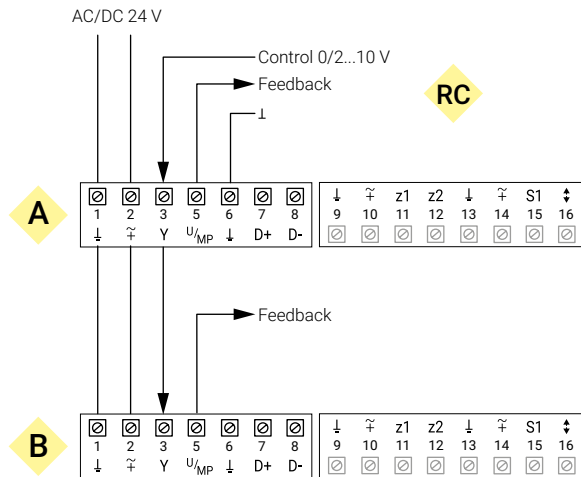 AC/DC 24 V
Control 0/2...10 V
Feedback
⊥
RC
A
1 2 3 5 6 7 8
⏚ ~̅+ Y U/MP ⏚ D+ D-
⏚ ~̅+ z1 z2 ⏚ ~̅+ S1 ⬍
9 10 11 12 13 14 15 16
Feedback
B
1 2 3 5 6 7 8
⏚ ~̅+ Y U/MP ⏚ D+ D-
⏚ ~̅+ z1 z2 ⏚ ~̅+ S1 ⬍
9 10 11 12 13 14 15 16